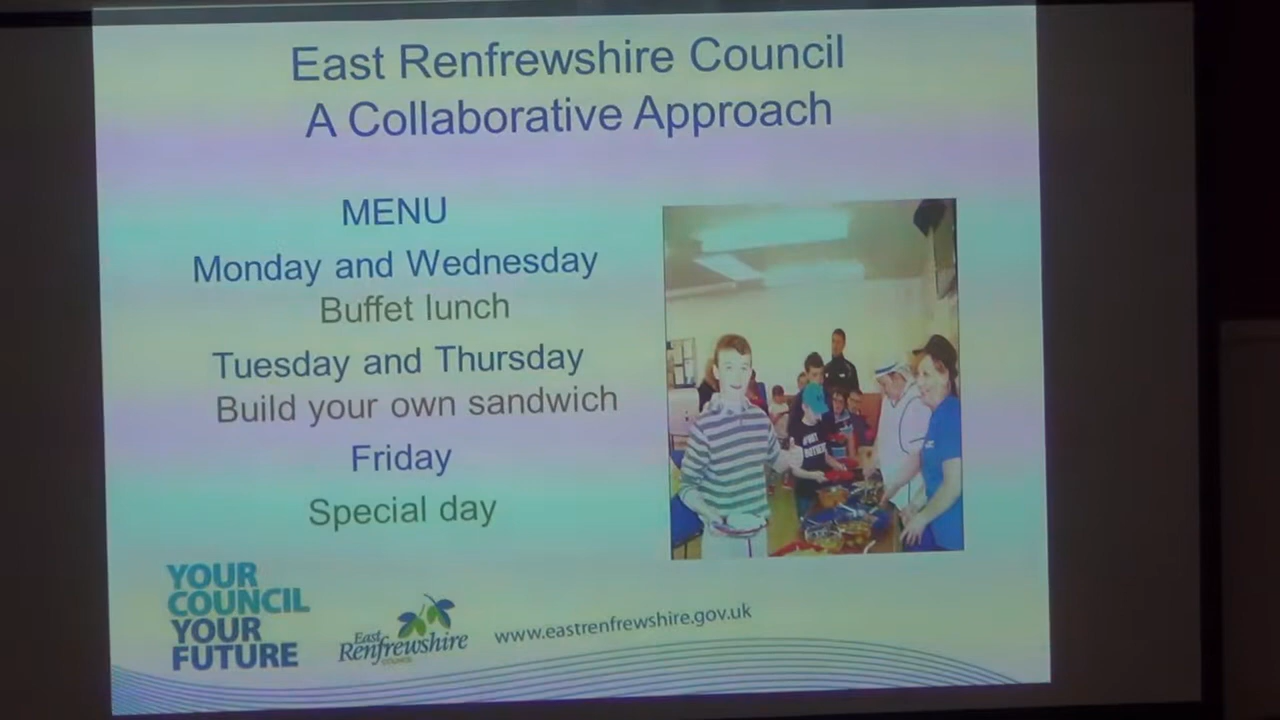 East Renfrewshire Council
A Collaborative Approach
MENU
Monday and Wednesday
Buffet lunch
Tuesday and Thursday
Build your own sandwich
Friday
Special day
YOUR
COUNCIL
YOUR
FUTURE
East
Renfrewshire
COUNCIL
www.eastrenfrewshire.gov.uk